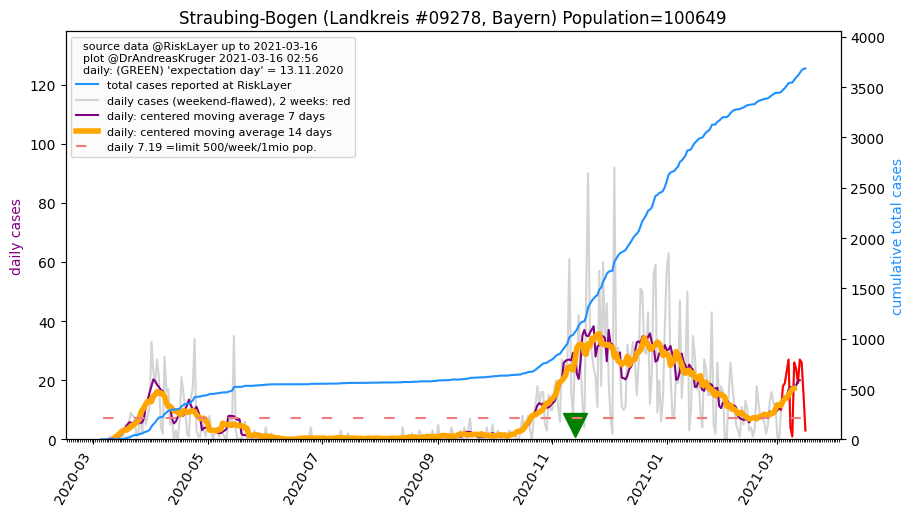 Straubing-Bogen (Landkreis #09278, Bayern) Population=100649
source data @RiskLayer up to 2021-03-16
plot @DrAndreasKruger 2021-03-16 02:56
daily: (GREEN) 'expectation day' = 13.11.2020
total cases reported at RiskLayer
daily cases (weekend-flawed), 2 weeks: red
daily: centered moving average 7 days
daily: centered moving average 14 days
daily 7.19 =limit 500/week/1mio pop.
daily cases
120
100
80
60
40
20
0
cumulative total cases
4000
3500
3000
2500
2000
1500
1000
500
0
2020-03
2020-05
2020-07
2020-09
2020-11
2021-01
2021-03